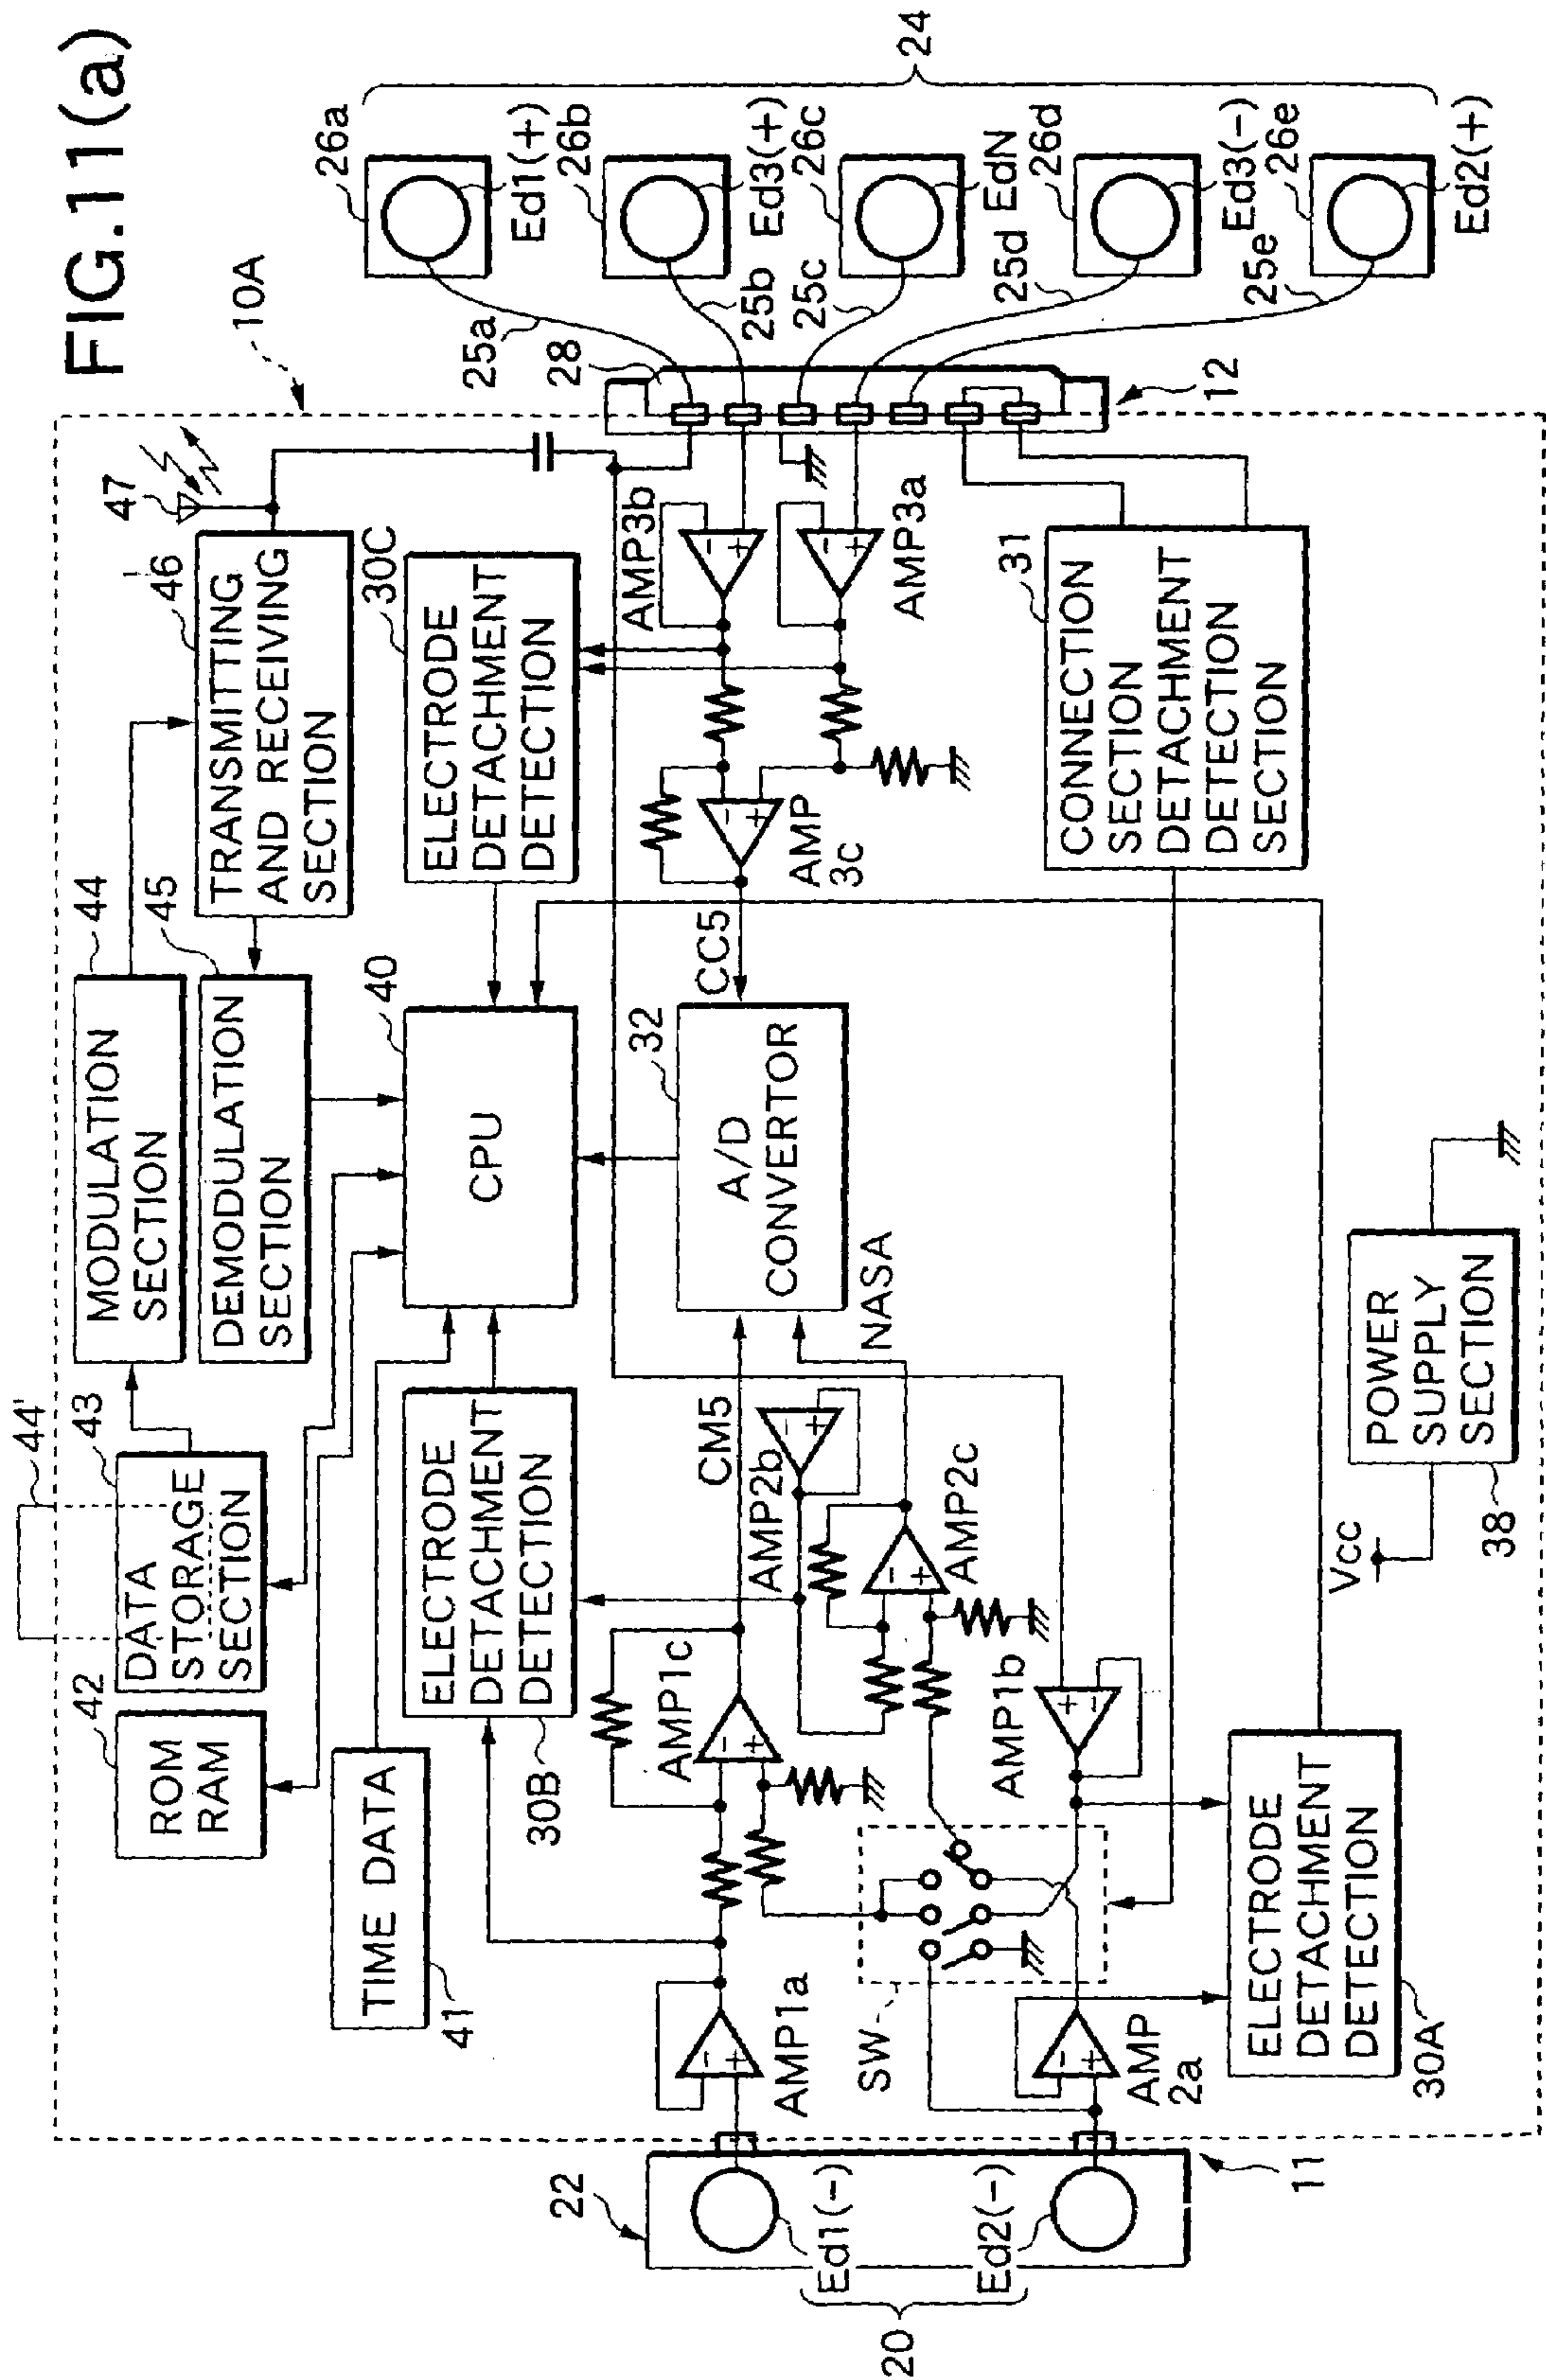 FIG.11(a)
10A
47
46
TRANSMITTING
AND RECEIVING
SECTION
44
MODULATION
SECTION
45
DEMODULATION
SECTION
44'
43
DATA
STORAGE
SECTION
42
ROM
RAM
TIME DATA
41
40
CPU
30C
ELECTRODE
DETACHMENT
DETECTION
ELECTRODE
DETACHMENT
DETECTION
30B
32
A/D
CONVERTOR
CC5
CM5
NASA
AMP3b
-
+
AMP3a
-
+
AMP
3c
-
+
AMP1c
-
+
AMP2b
-
+
AMP2c
-
+
AMP1b
+
-
AMP1a
-
+
AMP
2a
-
+
SW
31
CONNECTION
SECTION
DETACHMENT
DETECTION
SECTION
ELECTRODE
DETACHMENT
DETECTION
30A
POWER
SUPPLY
SECTION
38
Vcc
22
Ed1(-)
Ed2(-)
20
11
12
28
25a
25b
25c
25d
25e
26a
Ed1(+)
26b
Ed3(+)
26c
EdN
26d
Ed3(-)
26e
Ed2(+)
24